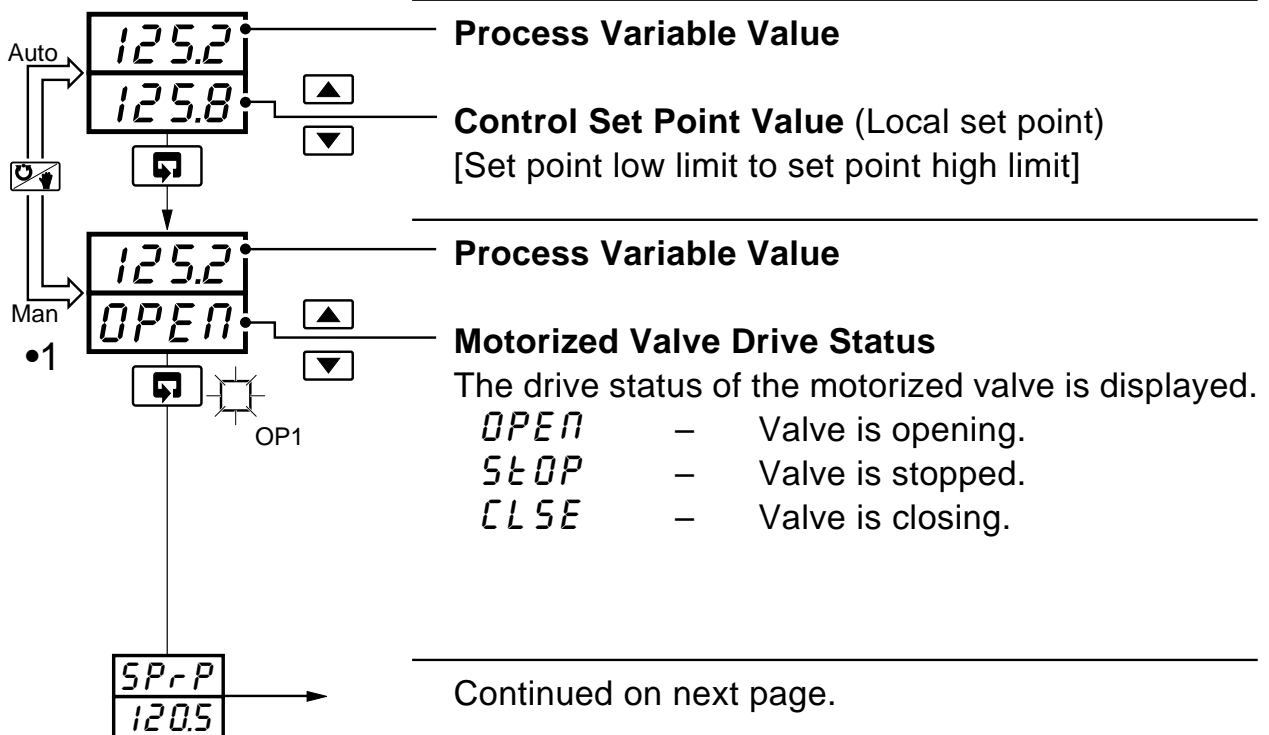 Auto
125.2
Process Variable Value
125.8
Control Set Point Value (Local set point)
[Set point low limit to set point high limit]
125.2
Process Variable Value
Man
OPEN
•1
Motorized Valve Drive Status
The drive status of the motorized valve is displayed.
OP1
OPEN – Valve is opening.
StOP – Valve is stopped.
CLSE – Valve is closing.
SPrP
120.5
Continued on next page.